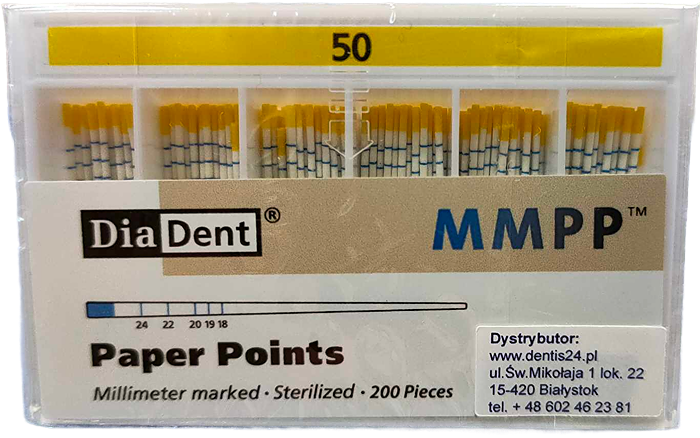 50
DiaDent®
MMPP™
24 22 20 19 18
Paper Points
Millimeter marked · Sterilized · 200 Pieces
Dystrybutor:
www.dentis24.pl
ul.Św.Mikołaja 1 lok. 22
15-420 Białystok
tel. + 48 602 46 23 81